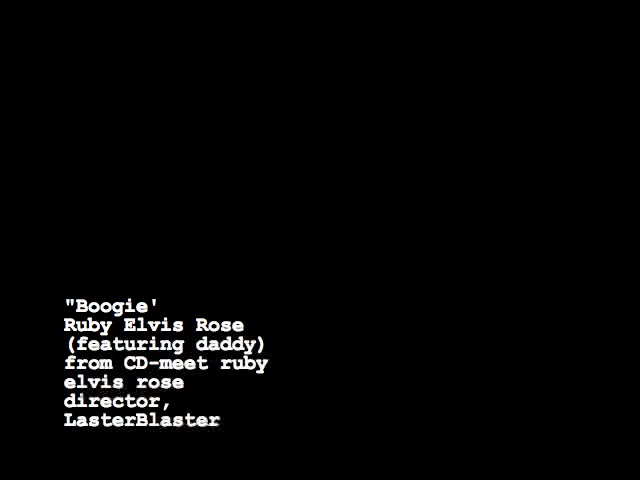 "Boogie'
Ruby Elvis Rose
(featuring daddy)
from CD-meet ruby
elvis rose
director,
LasterBlaster